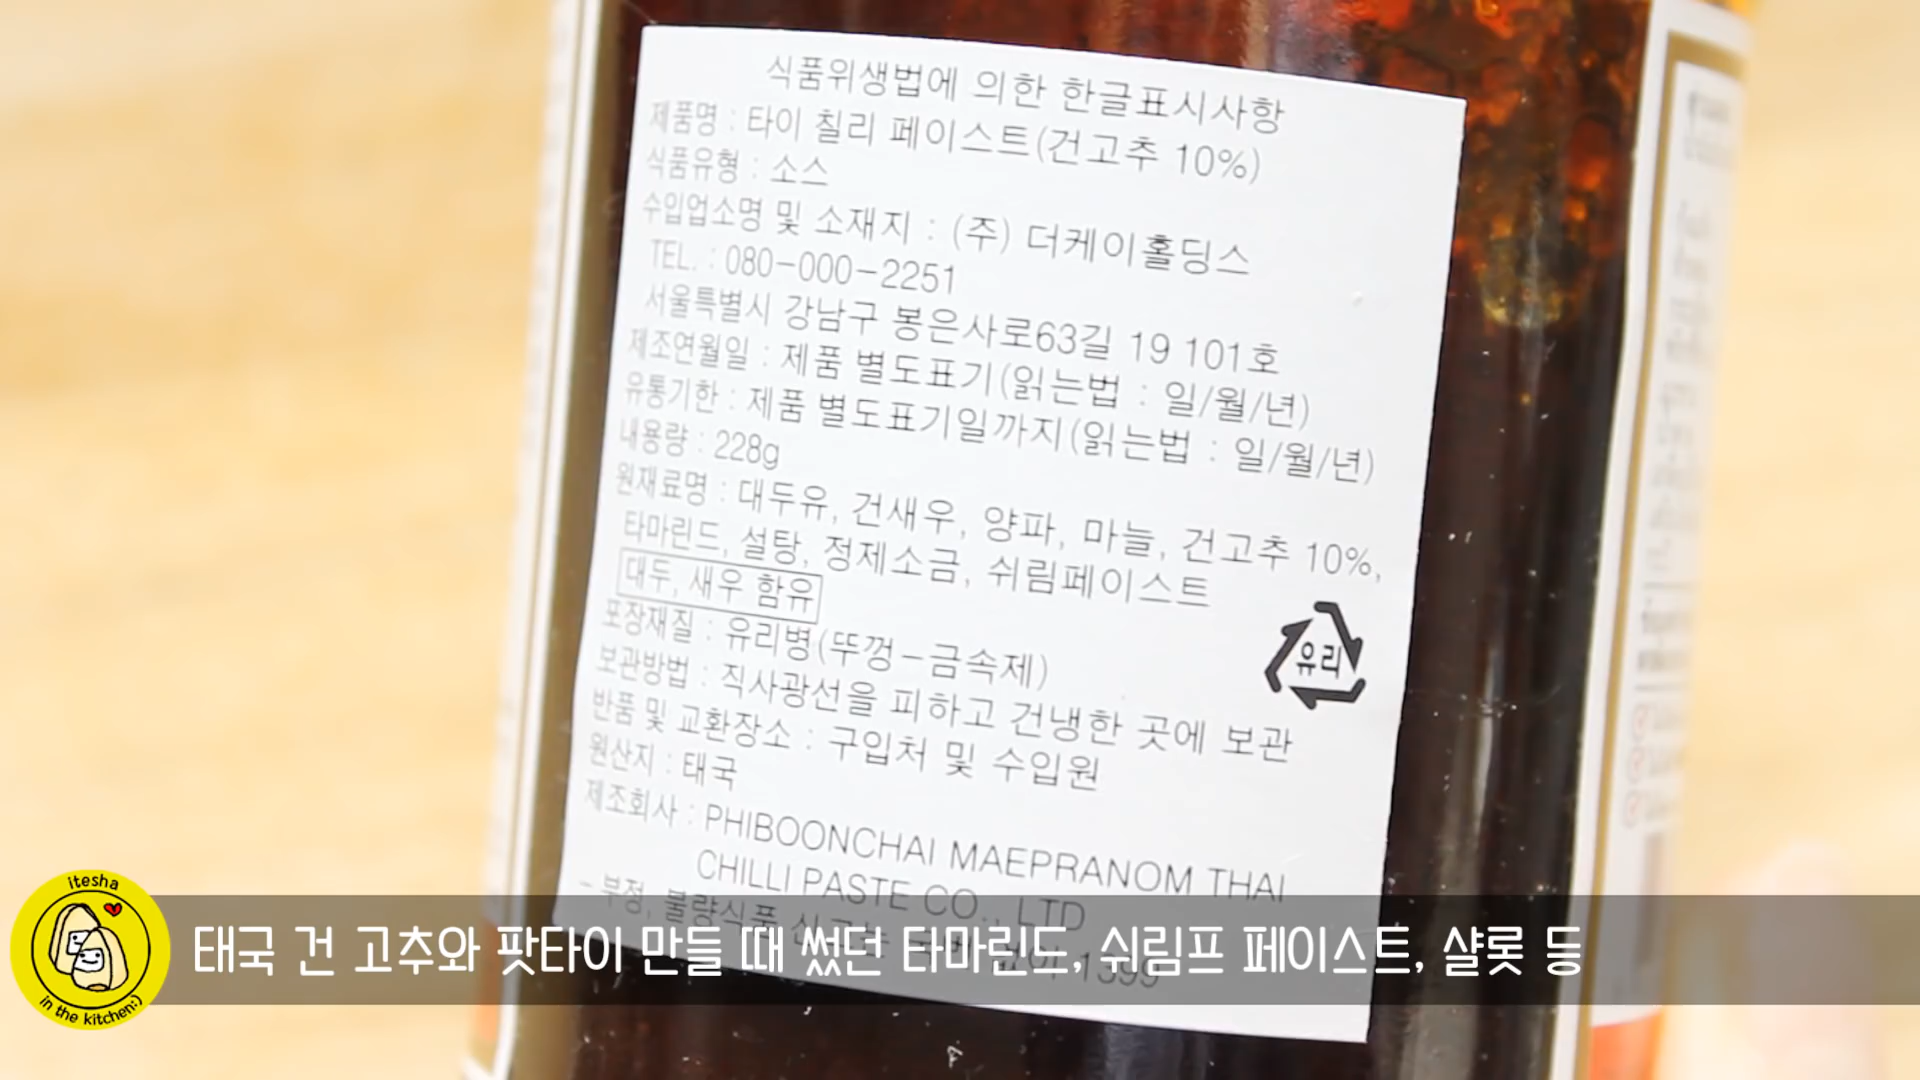 식품위생법에 의한 한글표시사항
제품명 : 타이 칠리 페이스트(건고추 10%)
식품유형 : 소스
수입업소명 및 소재지 : (주) 더케이홀딩스
TEL. : 080-000-2251
서울특별시 강남구 봉은사로63길 19 101호
제조연월일 : 제품 별도표기(읽는법 : 일/월/년)
유통기한 : 제품 별도표기일까지(읽는법 : 일/월/년)
내용량 : 228g
원재료명 : 대두유, 건새우, 양파, 마늘, 건고추 10%,
타마린드, 설탕, 정제소금, 쉬림페이스트
대두, 새우 함유
포장재질 : 유리병(뚜껑-금속제)
유리
보관방법 : 직사광선을 피하고 건냉한 곳에 보관
반품 및 교환장소 : 구입처 및 수입원
원산지 : 태국
제조회사 : PHIBOONCHAI MAEPRANOM THAI
CHILLI PASTE CO., LTD
- 부정, 불량식품 1399
itesha
in the kitchen:)
태국 건 고추와 팟타이 만들 때 썼던 타마린드, 쉬림프 페이스트, 샬롯 등